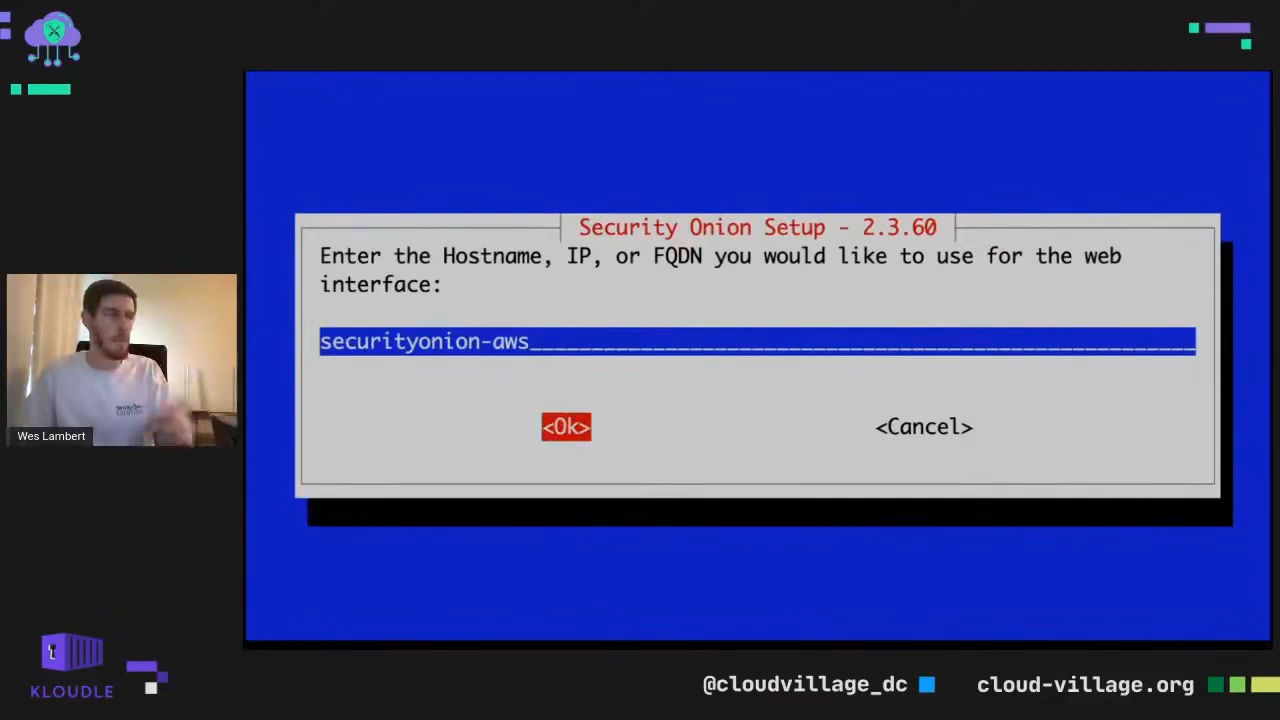 Security Onion Setup - 2.3.60
Enter the Hostname, IP, or FQDN you would like to use for the web
interface:
securityonion-aws
<Ok>
<Cancel>
Wes Lambert
KLOUDLE
@cloudvillage_dc
cloud-village.org